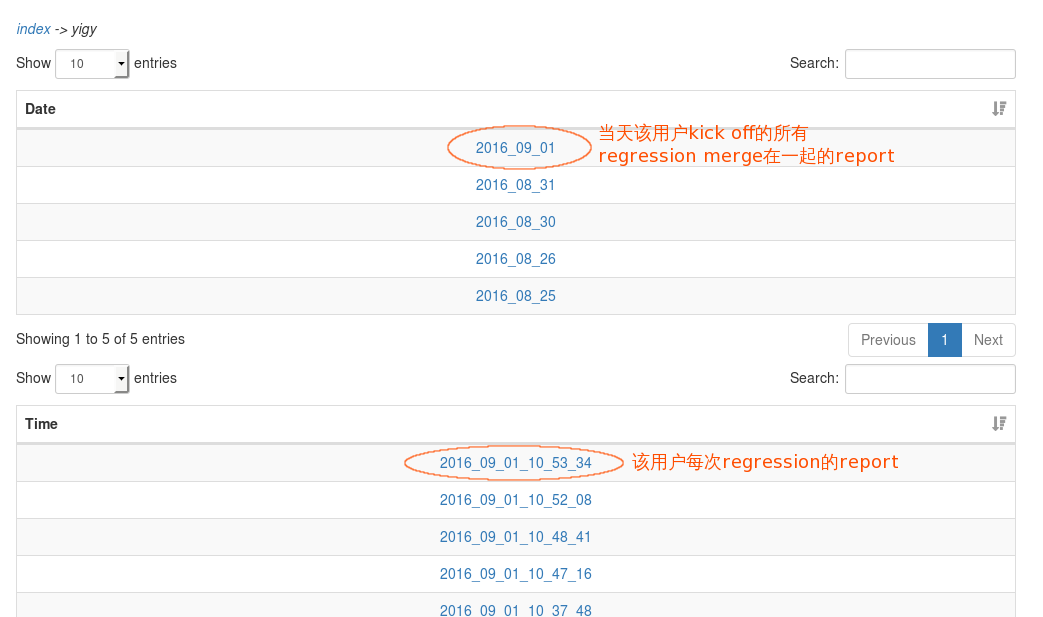 index -> yigy
Show 10 entries Search:
Date
2016_09_01
当天该用户kick off的所有
regression merge在一起的report
2016_08_31
2016_08_30
2016_08_26
2016_08_25
Showing 1 to 5 of 5 entries Previous 1 Next
Show 10 entries Search:
Time
2016_09_01_10_53_34 该用户每次regression的report
2016_09_01_10_52_08
2016_09_01_10_48_41
2016_09_01_10_47_16
2016_09_01_10_37_48